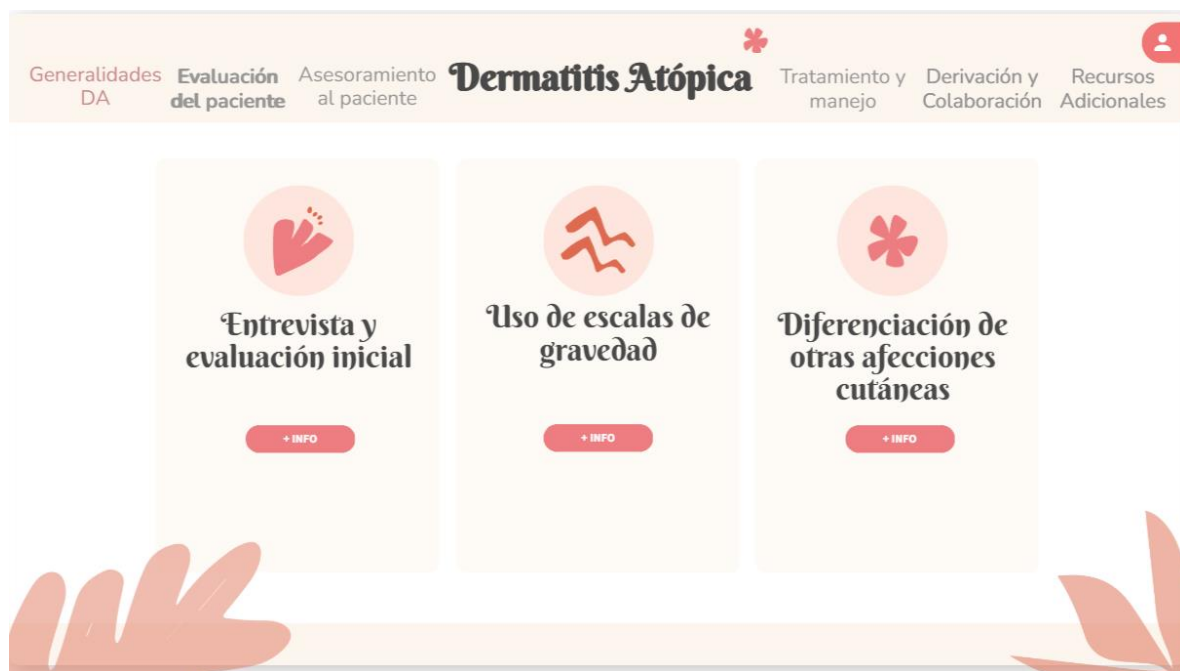 Generalidades DA
Evaluación del paciente
Asesoramiento al paciente
Dermatitis Atópica
Tratamiento y manejo
Derivación y Colaboración
Recursos Adicionales
Entrevista y
evaluación inicial
+ INFO
Uso de escalas de
gravedad
+ INFO
Diferenciación de
otras afecciones
cutáneas
+ INFO